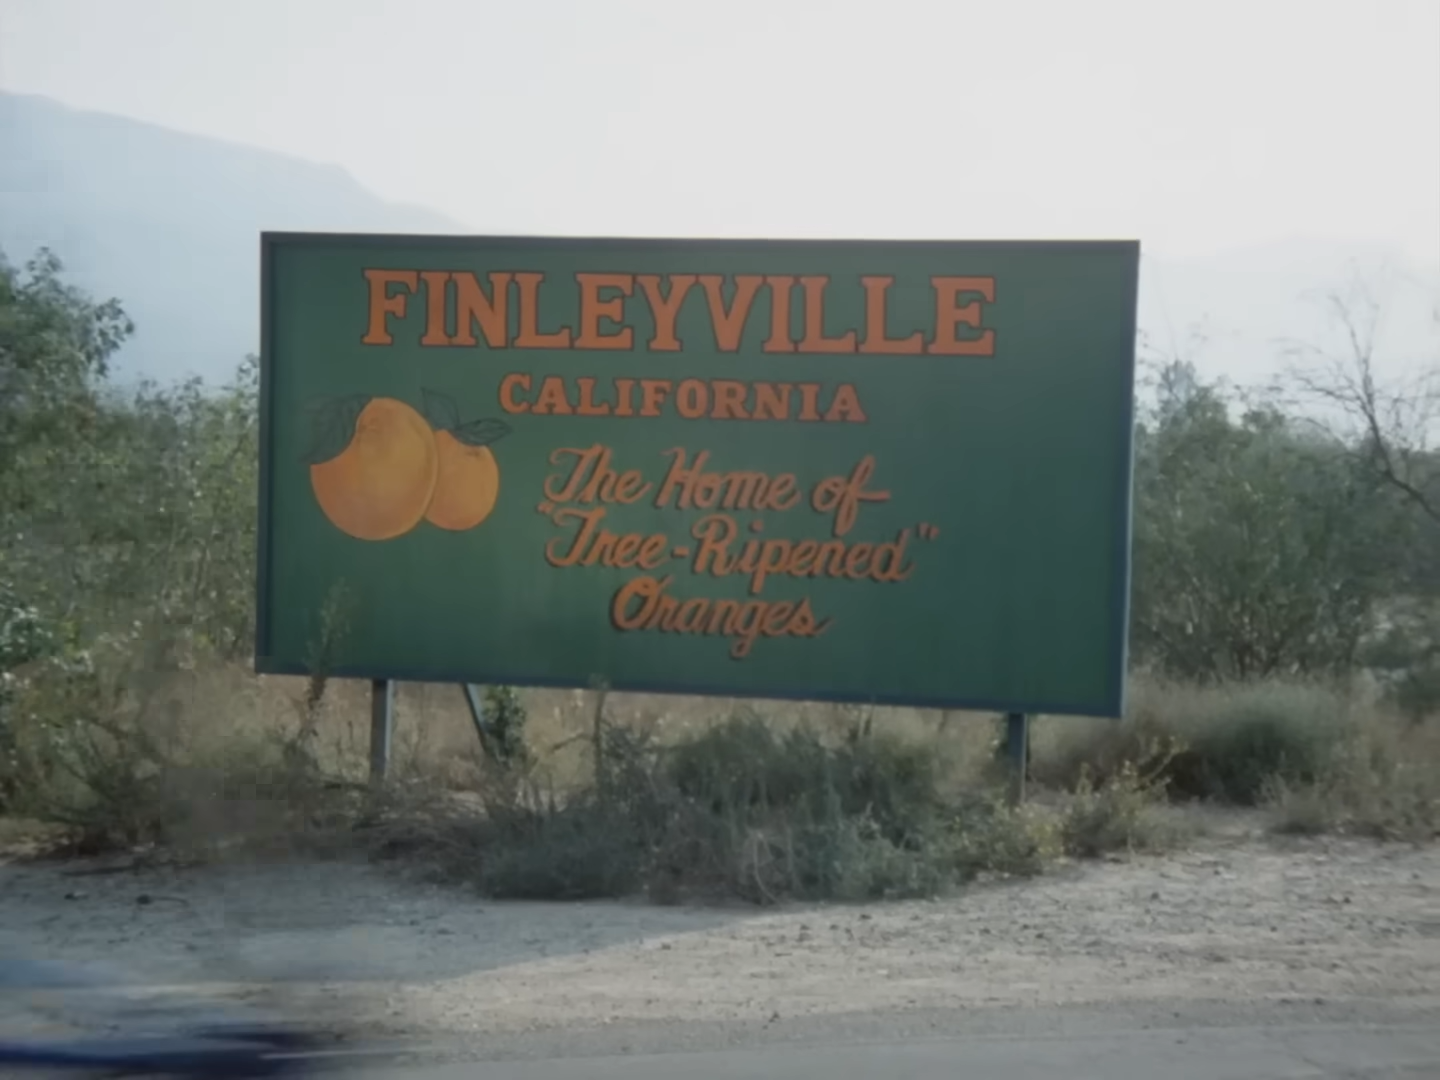 FINLEYVILLE
CALIFORNIA
The Home of
"Tree-Ripened"
Oranges